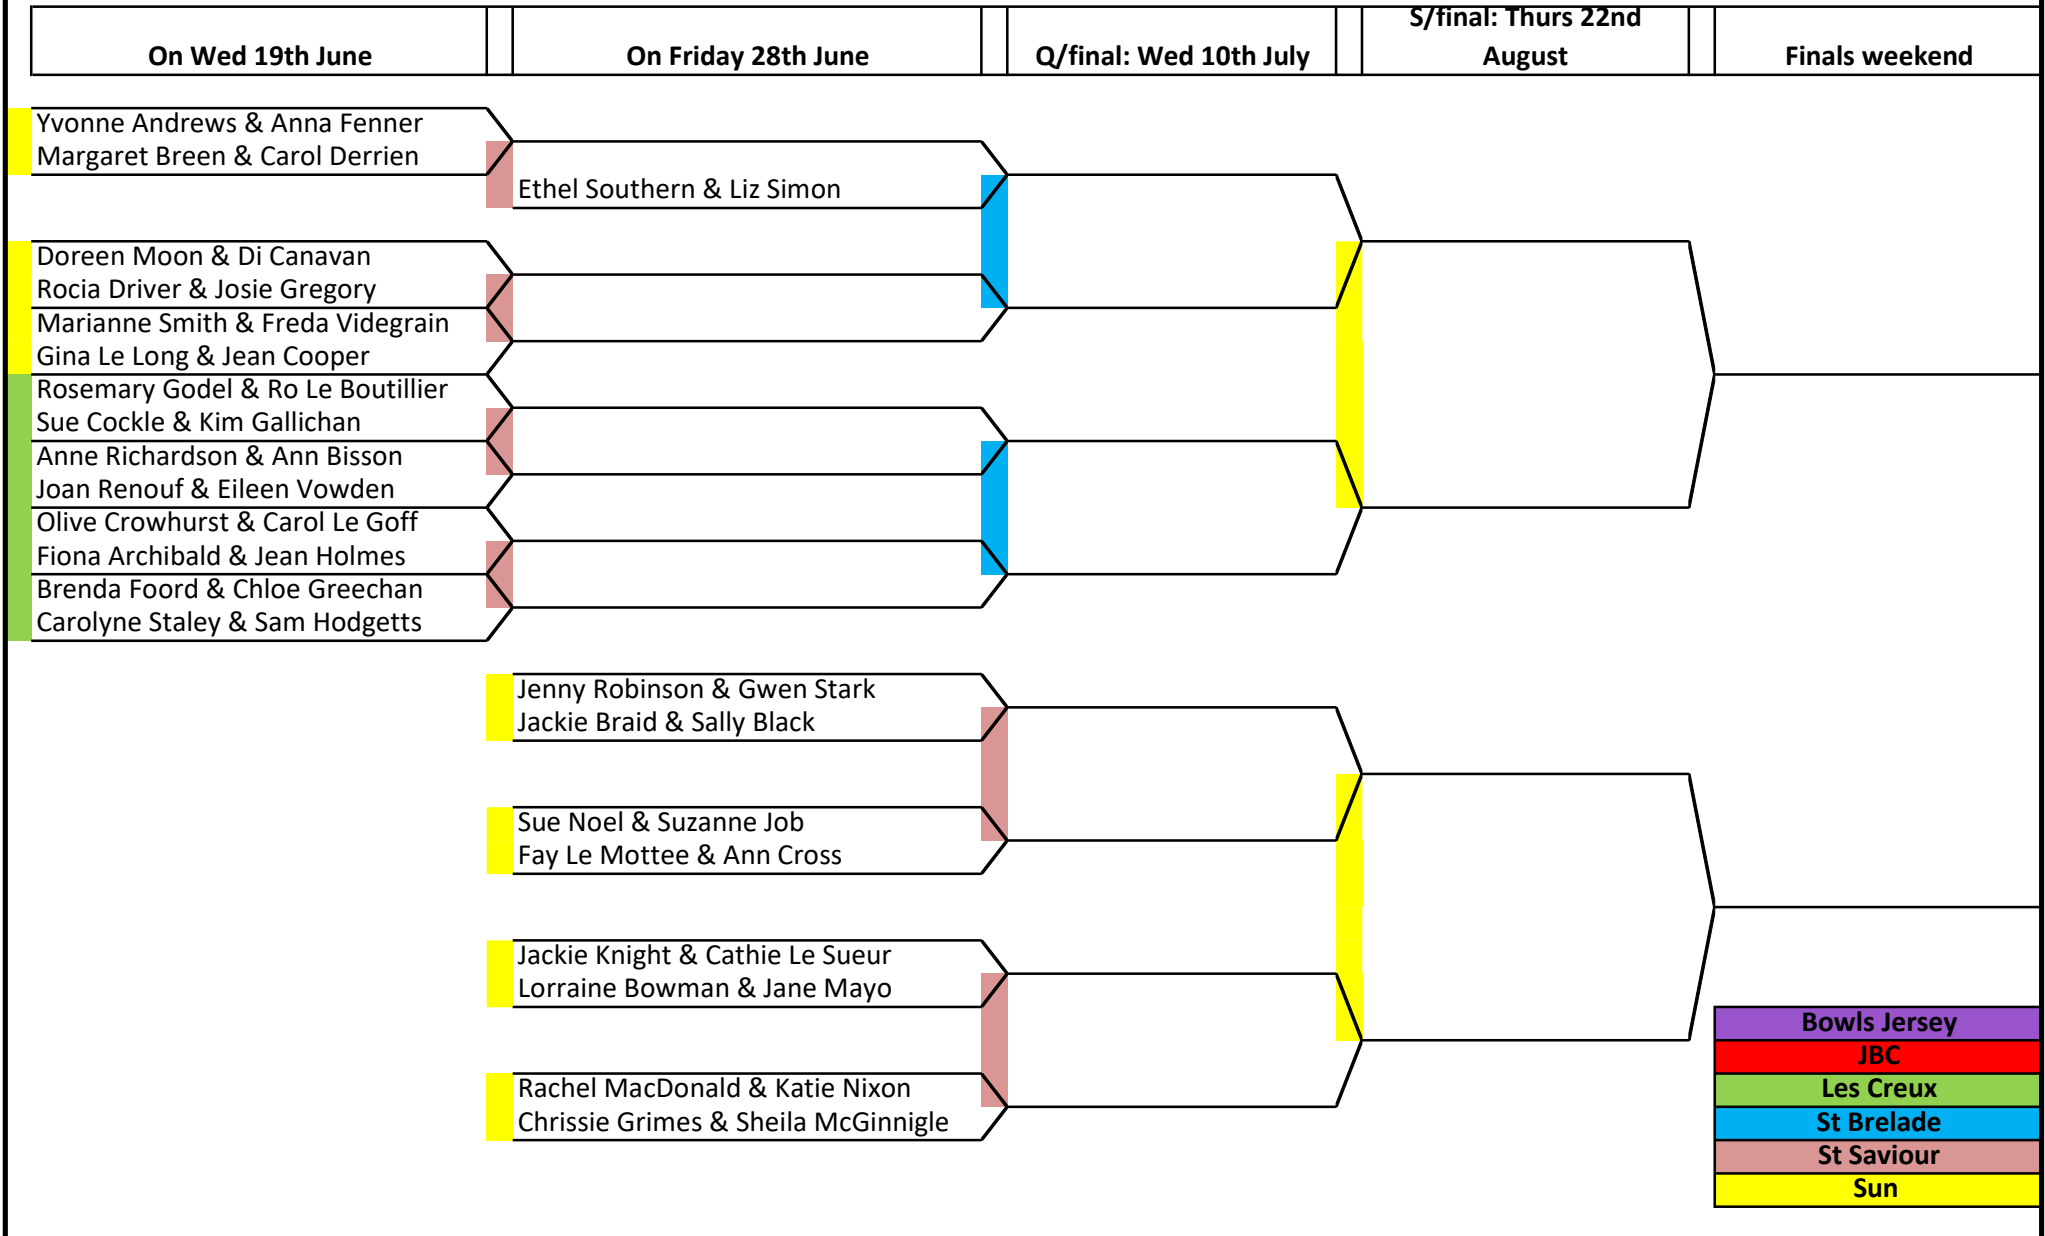 On Wed 19th June
On Friday 28th June
Q/final: Wed 10th July
S/final: Thurs 22nd
August
Finals weekend
Yvonne Andrews & Anna Fenner
Margaret Breen & Carol Derrien
Ethel Southern & Liz Simon
Doreen Moon & Di Canavan
Rocia Driver & Josie Gregory
Marianne Smith & Freda Videgrain
Gina Le Long & Jean Cooper
Rosemary Godel & Ro Le Boutillier
Sue Cockle & Kim Gallichan
Anne Richardson & Ann Bisson
Joan Renouf & Eileen Vowden
Olive Crowhurst & Carol Le Goff
Fiona Archibald & Jean Holmes
Brenda Foord & Chloe Greechan
Carolyne Staley & Sam Hodgetts
Jenny Robinson & Gwen Stark
Jackie Braid & Sally Black
Sue Noel & Suzanne Job
Fay Le Mottee & Ann Cross
Jackie Knight & Cathie Le Sueur
Lorraine Bowman & Jane Mayo
Rachel MacDonald & Katie Nixon
Chrissie Grimes & Sheila McGinnigle
Bowls Jersey
JBC
Les Creux
St Brelade
St Saviour
Sun